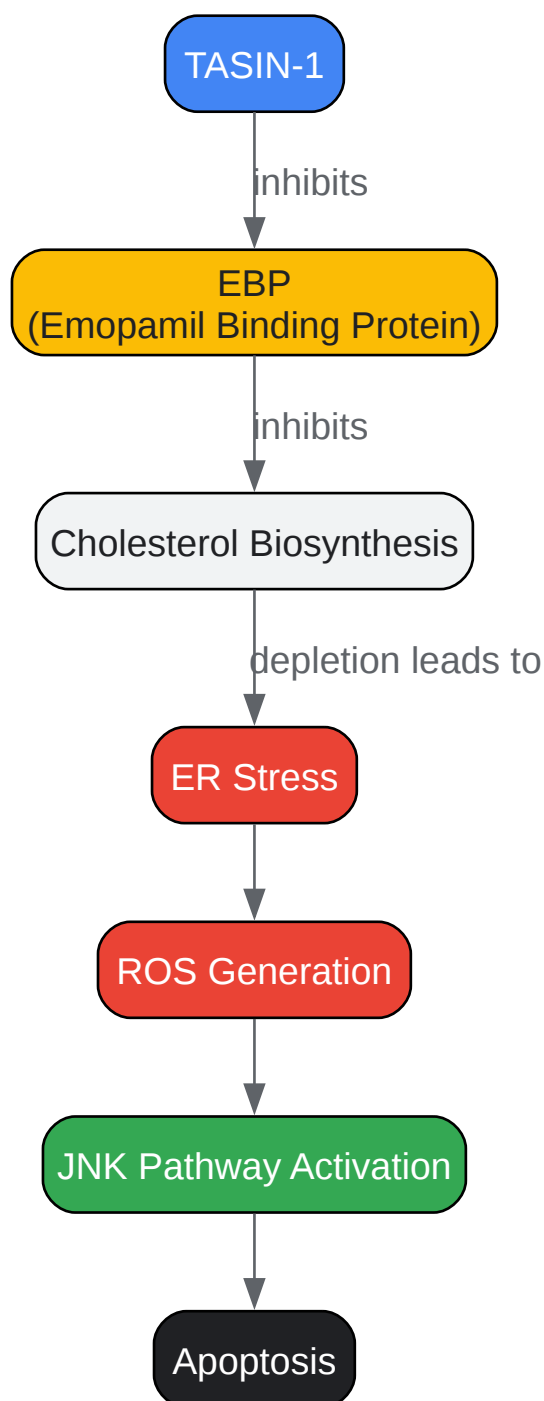 TASIN-1
inhibits
EBP
(Emopamil Binding Protein)
inhibits
Cholesterol Biosynthesis
depletion leads to
ER Stress
ROS Generation
JNK Pathway Activation
Apoptosis